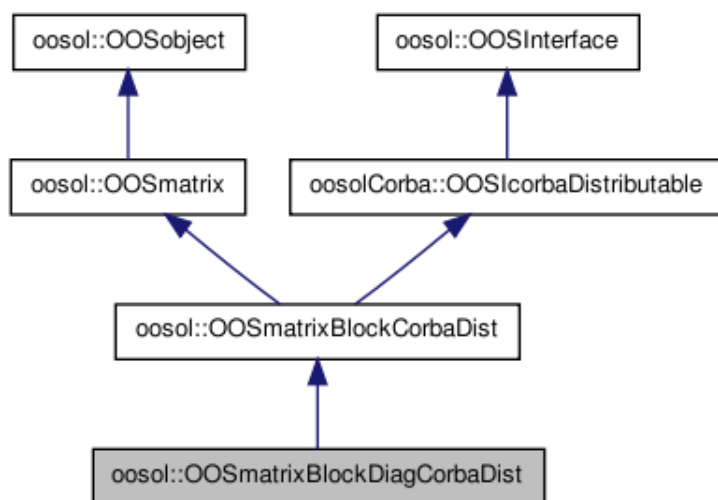 oosol::OOSobject
oosol::OOSInterface
oosol::OOSmatrix
oosolCorba::OOSIcorbaDistributable
oosol::OOSmatrixBlockCorbaDist
oosol::OOSmatrixBlockDiagCorbaDist